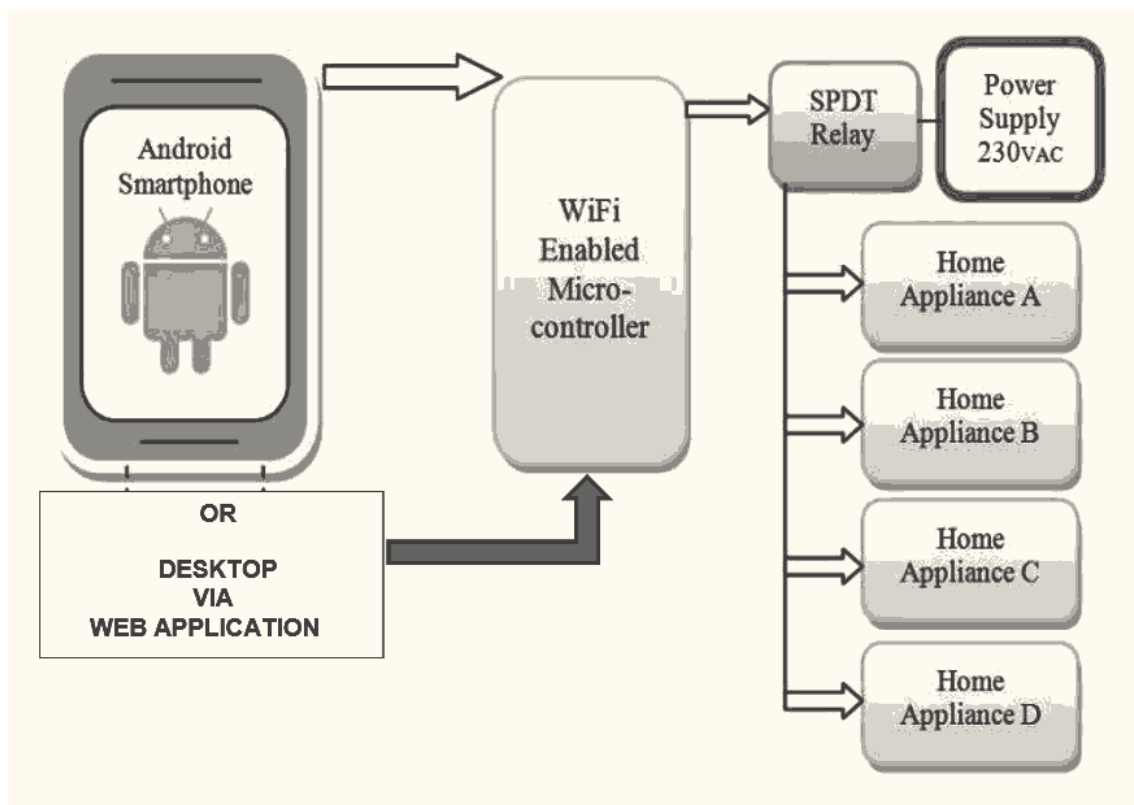 Android
Smartphone
OR
DESKTOP
VIA
WEB APPLICATION
WiFi
Enabled
Micro-
controller
SPDT
Relay
Power
Supply
230VAC
Home
Appliance A
Home
Appliance B
Home
Appliance C
Home
Appliance D